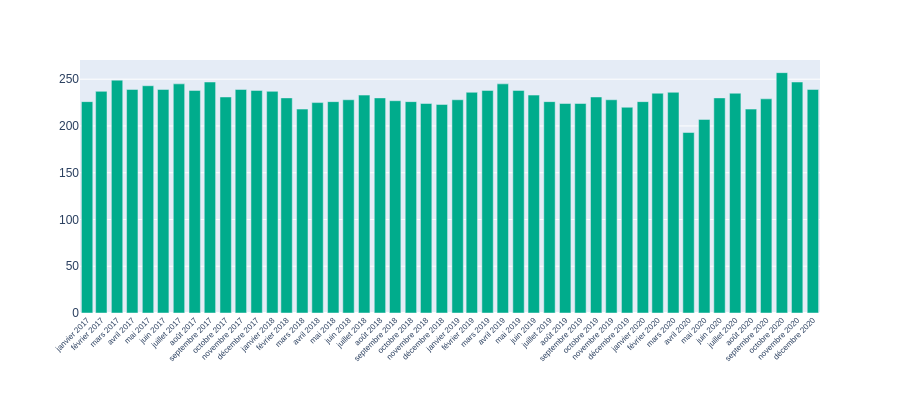 250
200
150
100
50
0
janvier 2017
février 2017
mars 2017
avril 2017
mai 2017
juin 2017
juillet 2017
août 2017
septembre 2017
octobre 2017
novembre 2017
décembre 2017
janvier 2018
février 2018
mars 2018
avril 2018
mai 2018
juin 2018
juillet 2018
août 2018
septembre 2018
octobre 2018
novembre 2018
décembre 2018
janvier 2019
février 2019
mars 2019
avril 2019
mai 2019
juin 2019
juillet 2019
août 2019
septembre 2019
octobre 2019
novembre 2019
décembre 2019
janvier 2020
février 2020
mars 2020
avril 2020
mai 2020
juin 2020
juillet 2020
août 2020
septembre 2020
octobre 2020
novembre 2020
décembre 2020